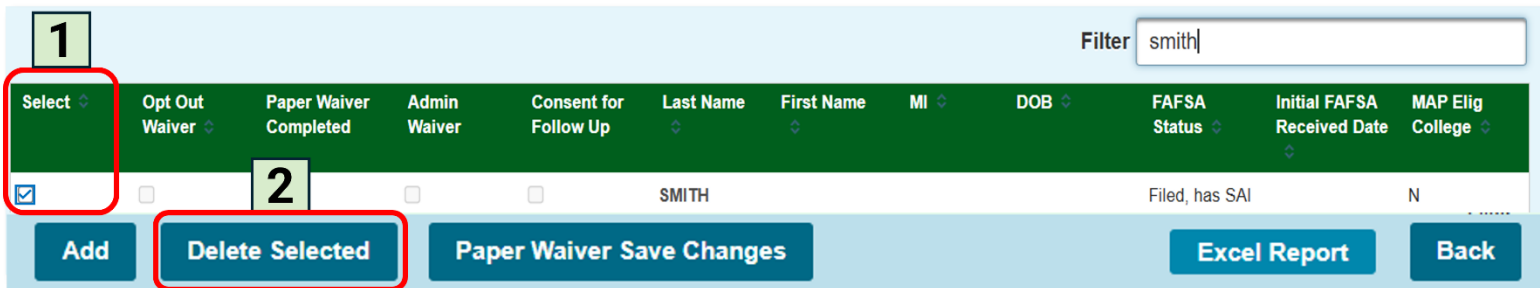 1
Filter smith
Select Opt Out Waiver Paper Waiver Completed Admin Waiver Consent for Follow Up Last Name First Name MI DOB FAFSA Status Initial FAFSA Received Date MAP Elig College
2
SMITH Filed, has SAI N
Add Delete Selected Paper Waiver Save Changes Excel Report Back